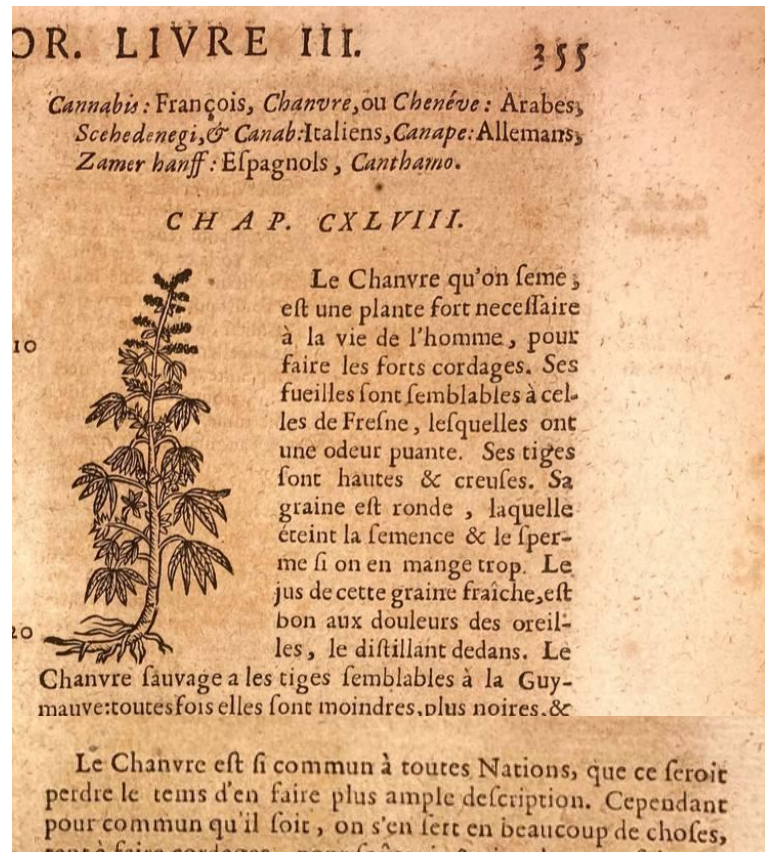 OR. LIVRE III.
355
Cannabis: François, Chanvre, ou Chenéve: Arabes,
Scehedenegi, & Canab: Italiens, Canape: Allemans,
Zamer hanff: Eſpagnols, Canthamo.
CHAP. CXLVIII.
Le Chanvre qu'on ſeme,
eſt une plante fort neceſſaire
10
à la vie de l'homme, pour
faire les forts cordages. Ses
fueilles ſont ſemblables à cel-
les de Freſne, leſquelles ont
une odeur puante. Ses tiges
ſont hautes & creuſes. Sa
graine eſt ronde, laquelle
éteint la ſemence & le ſper-
me ſi on en mange trop. Le
jus de cette graine fraîche, eſt
bon aux douleurs des oreil-
20
les, le diſtillant dedans. Le
Chanvre ſauvage a les tiges ſemblables à la Guy-
mauve: toutesfois elles ſont moindres, plus noires, &
Le Chanvre eſt ſi commun à toutes Nations, que ce ſeroit
perdre le tems d'en faire plus ample deſcription. Cependant
pour commun qu'il ſoit, on s'en ſert en beaucoup de choſes,